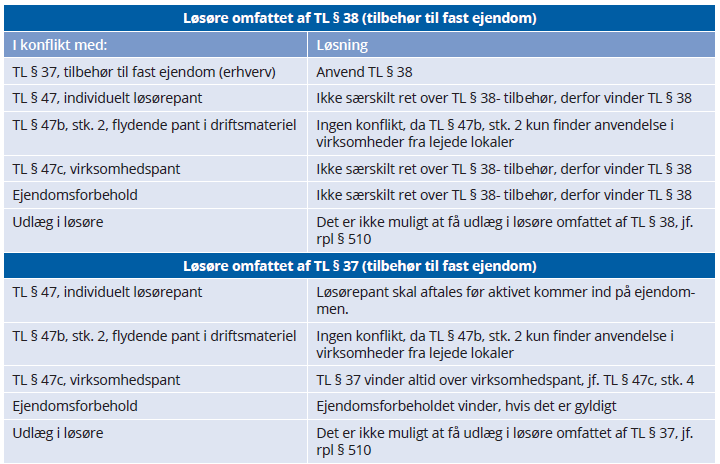 Løsøre omfattet af TL § 38 (tilbehør til fast ejendom)
I konflikt med: Løsning
TL § 37, tilbehør til fast ejendom (erhverv) Anvend TL § 38
TL § 47, individuelt løsørepant Ikke særskilt ret over TL § 38- tilbehør, derfor vinder TL § 38
TL § 47b, stk. 2, flydende pant i driftsmateriel Ingen konflikt, da TL § 47b, stk. 2 kun finder anvendelse i
virksomheder fra lejede lokaler
TL § 47c, virksomhedspant Ikke særskilt ret over TL § 38- tilbehør, derfor vinder TL § 38
Ejendomsforbehold Ikke særskilt ret over TL § 38- tilbehør, derfor vinder TL § 38
Udlæg i løsøre Det er ikke muligt at få udlæg i løsøre omfattet af TL § 38, jf.
rpl § 510
Løsøre omfattet af TL § 37 (tilbehør til fast ejendom)
TL § 47, individuelt løsørepant Løsørepant skal aftales før aktivet kommer ind på ejendom-
men.
TL § 47b, stk. 2, flydende pant i driftsmateriel Ingen konflikt, da TL § 47b, stk. 2 kun finder anvendelse i
virksomheder fra lejede lokaler
TL § 47c, virksomhedspant TL § 37 vinder altid over virksomhedspant, jf. TL § 47c, stk. 4
Ejendomsforbehold Ejendomsforbeholdet vinder, hvis det er gyldigt
Udlæg i løsøre Det er ikke muligt at få udlæg i løsøre omfattet af TL § 37, jf.
rpl § 510